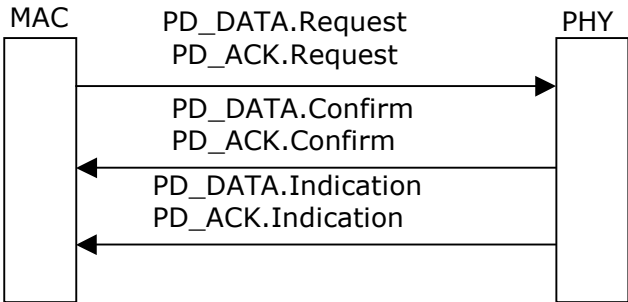 MAC
PHY
PD_DATA.Request
PD_ACK.Request
PD_DATA.Confirm
PD_ACK.Confirm
PD_DATA.Indication
PD_ACK.Indication